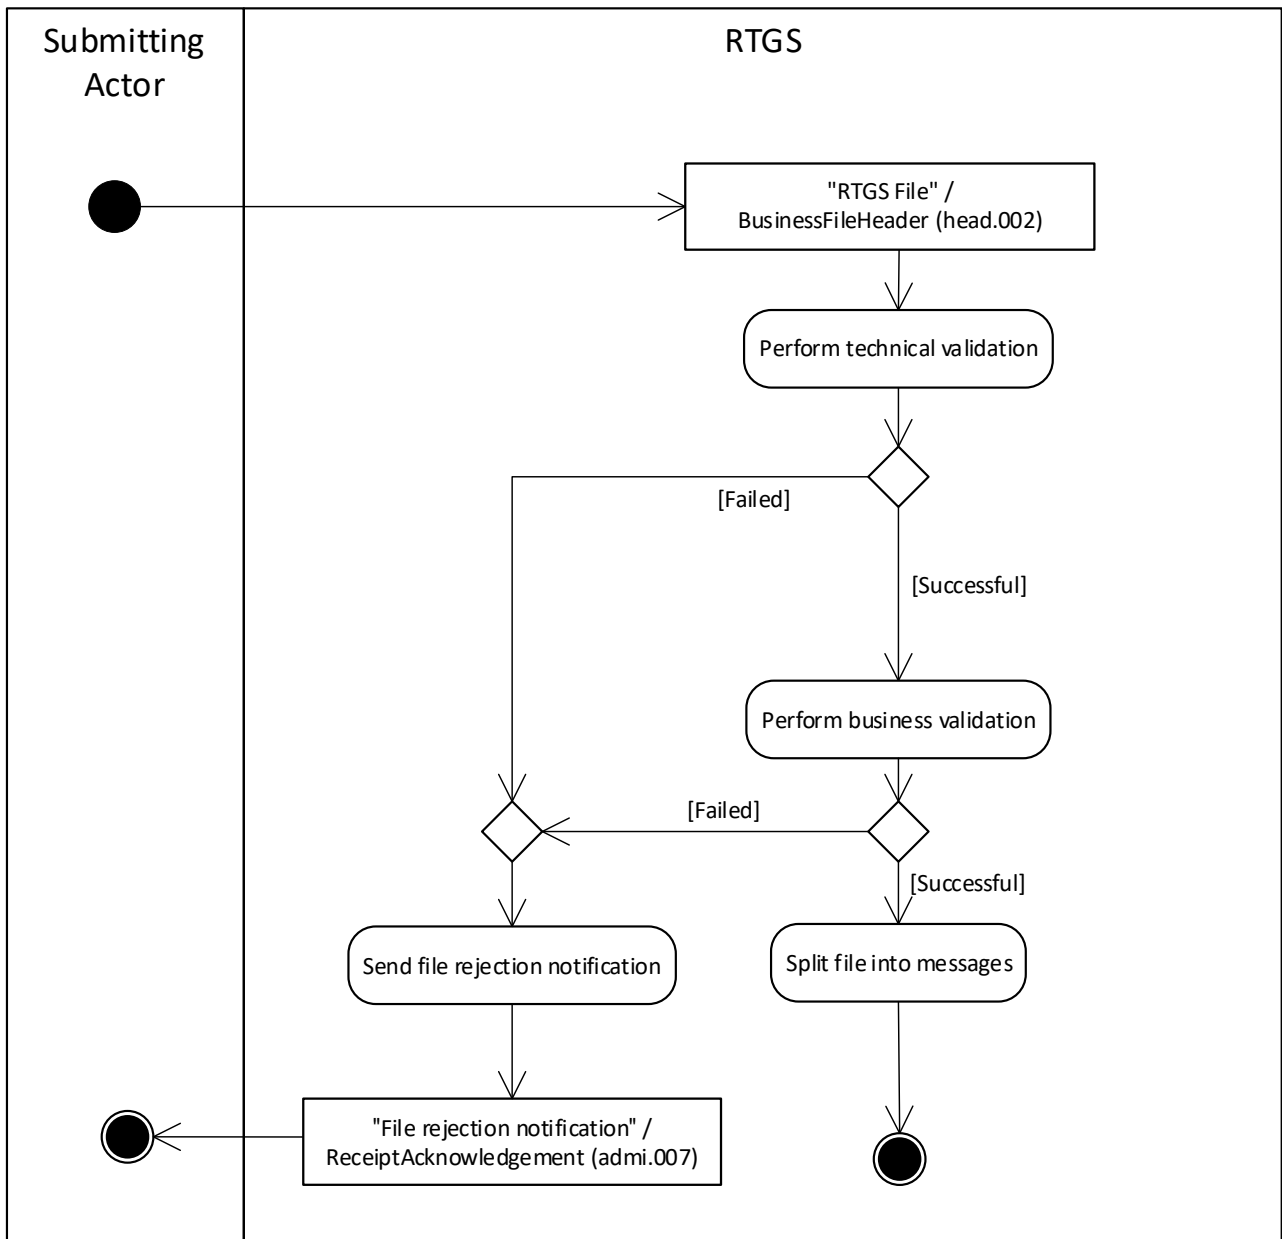 Submitting
Actor
RTGS
"RTGS File" /
BusinessFileHeader (head.002)
Perform technical validation
[Failed]
[Successful]
Perform business validation
[Failed]
[Successful]
Send file rejection notification
Split file into messages
"File rejection notification" /
ReceiptAcknowledgement (admi.007)